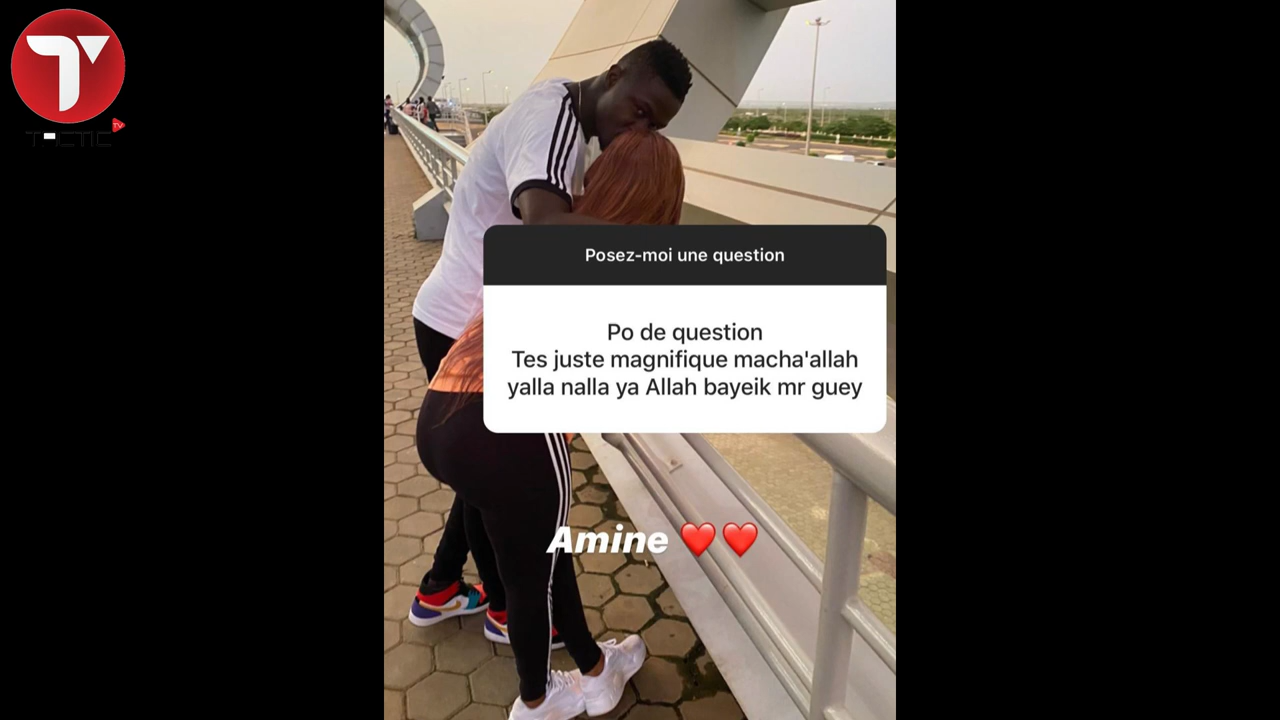 TV
Posez-moi une question
Po de question
Tes juste magnifique macha'allah
yalla nalla ya Allah bayeik mr guey
Amine ❤️❤️